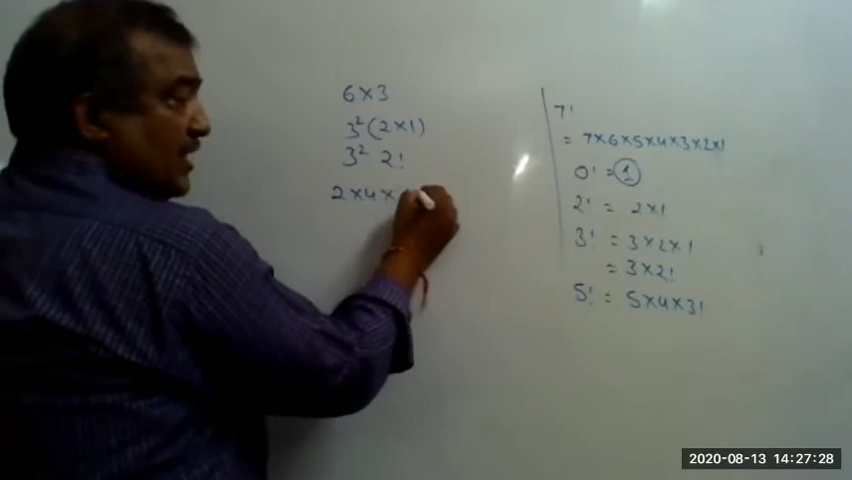 6×3
3²(2×1)
3² 2!
2×4×
7!
= 7×6×5×4×3×2×1
0! = 1
2! = 2×1
3! = 3×2×1
= 3×2!
5! = 5×4×3!
2020-08-13 14:27:28